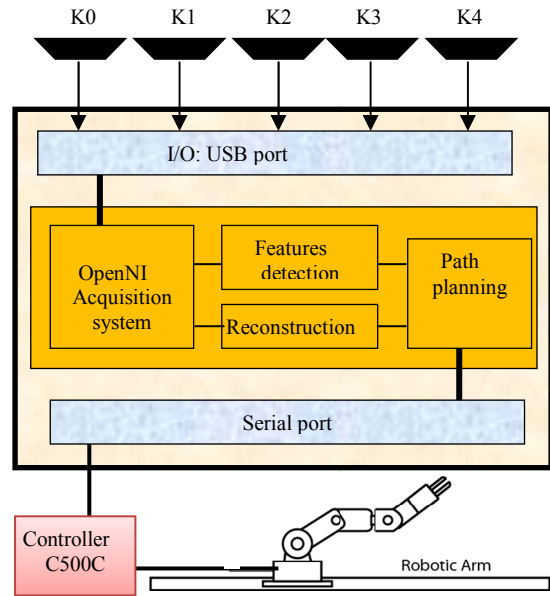 K0 K1 K2 K3 K4
I/O: USB port
OpenNI
Acquisition
system
Features
detection
Reconstruction
Path
planning
Serial port
Controller
C500C
Robotic Arm